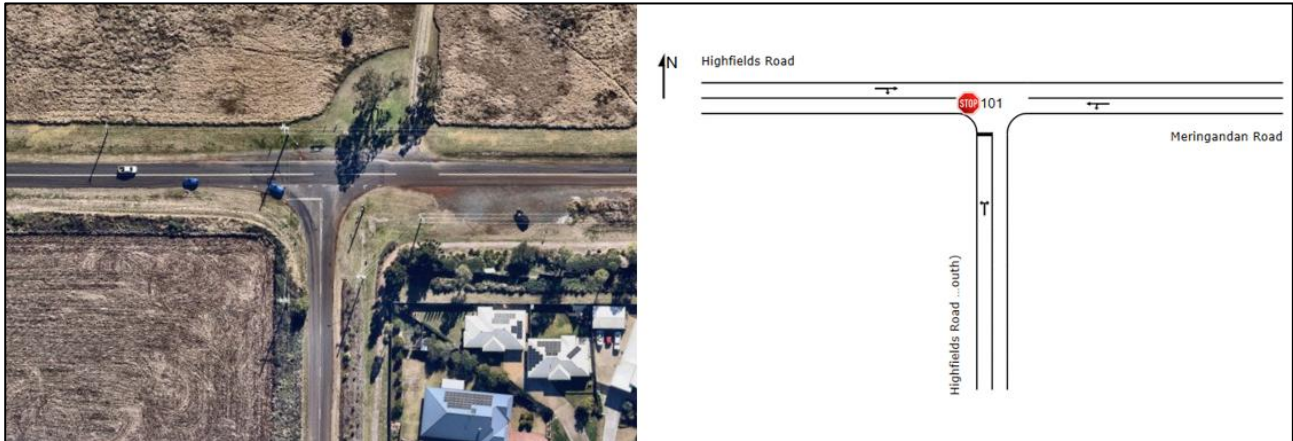 Highfields Road
N
STOP 101
Meringandan Road
Highfields Road ...outh)